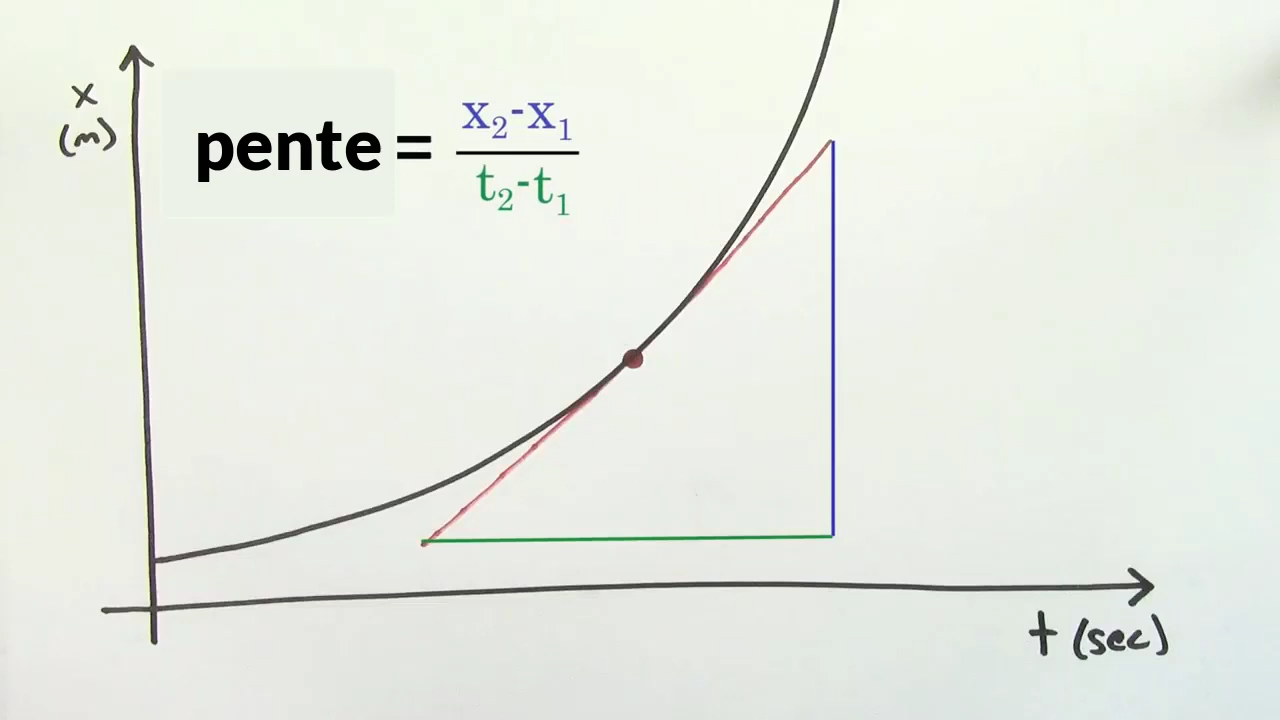 x
(m)
pente = x₂-x₁
t₂-t₁
t (sec)